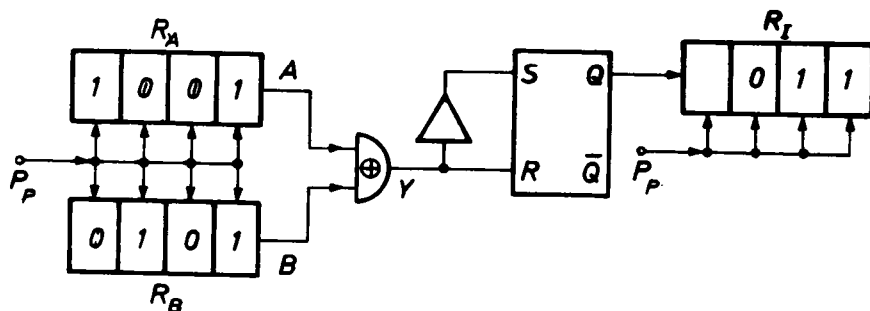 R_A
1 0 0 1
A
P_P
0 1 0 1
B
R_B
⊕
Y
S Q
R Q̅
R_I
0 1 1
P_P